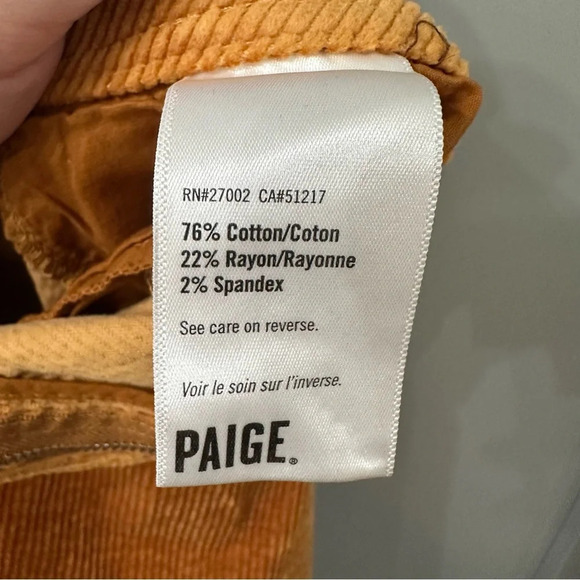 RN#27002 CA#51217
76% Cotton/Coton
22% Rayon/Rayonne
2% Spandex
See care on reverse.
Voir le soin sur l'inverse.
PAIGE®